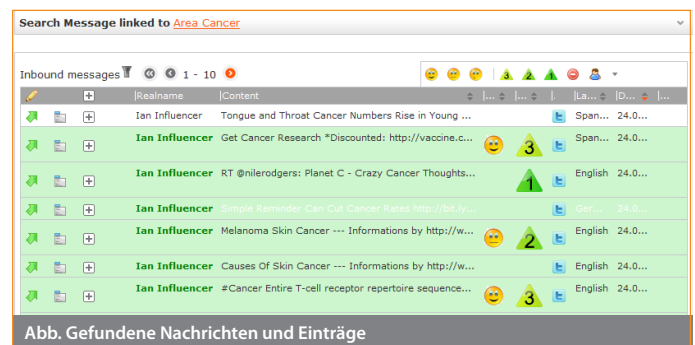 Search Message linked to Area Cancer
Inbound messages 1 - 10
3 2 1
|Realname |Content |... |... |. |La... |D... |...
Ian Influencer Tongue and Throat Cancer Numbers Rise in Young ... Span... 24.0...
Ian Influencer Get Cancer Research *Discounted: http://vaccine.c... 3 Span... 24.0...
Ian Influencer RT @nilerodgers: Planet C - Crazy Cancer Thoughts... 1 English 24.0...
Ian Influencer Simple Reminder Can Cut Cancer Rates http://bit.ly... Ger... 24.0...
Ian Influencer Melanoma Skin Cancer --- Informations by http://w... 2 English 24.0...
Ian Influencer Causes Of Skin Cancer --- Informations by http://w... English 24.0...
Ian Influencer #Cancer Entire T-cell receptor repertoire sequence... 3 English 24.0...
Abb. Gefundene Nachrichten und Einträge